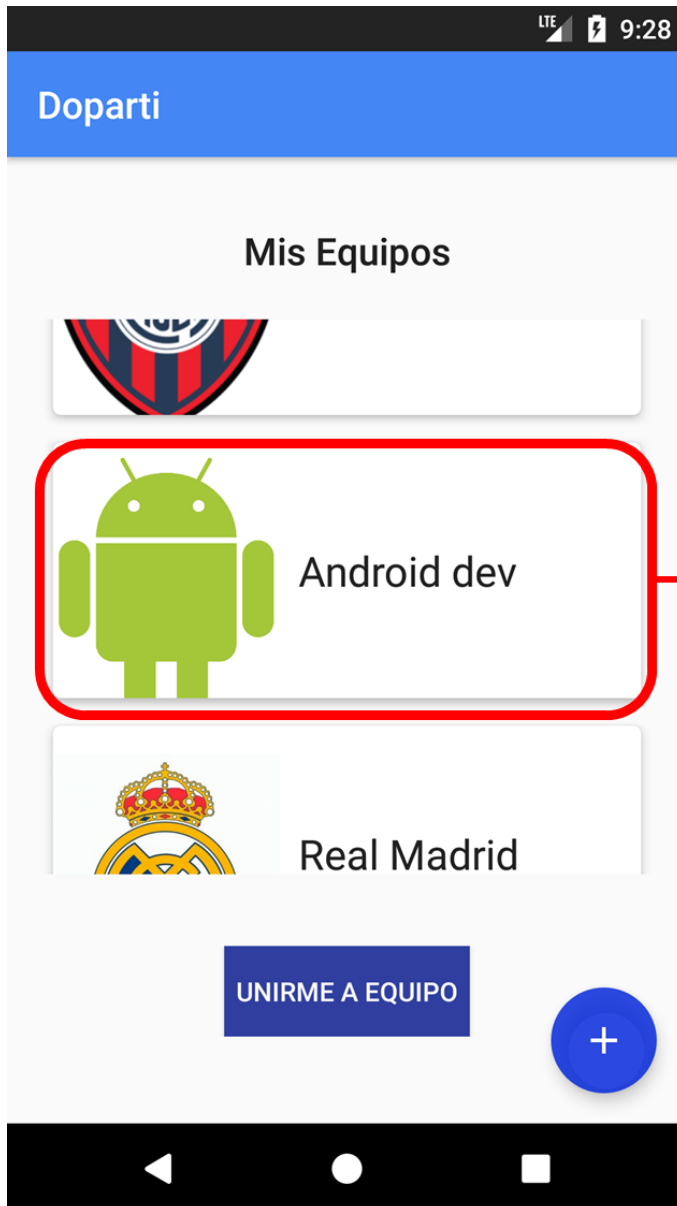 LTE 9:28
Doparti
Mis Equipos
Android dev
Real Madrid
UNIRME A EQUIPO
+